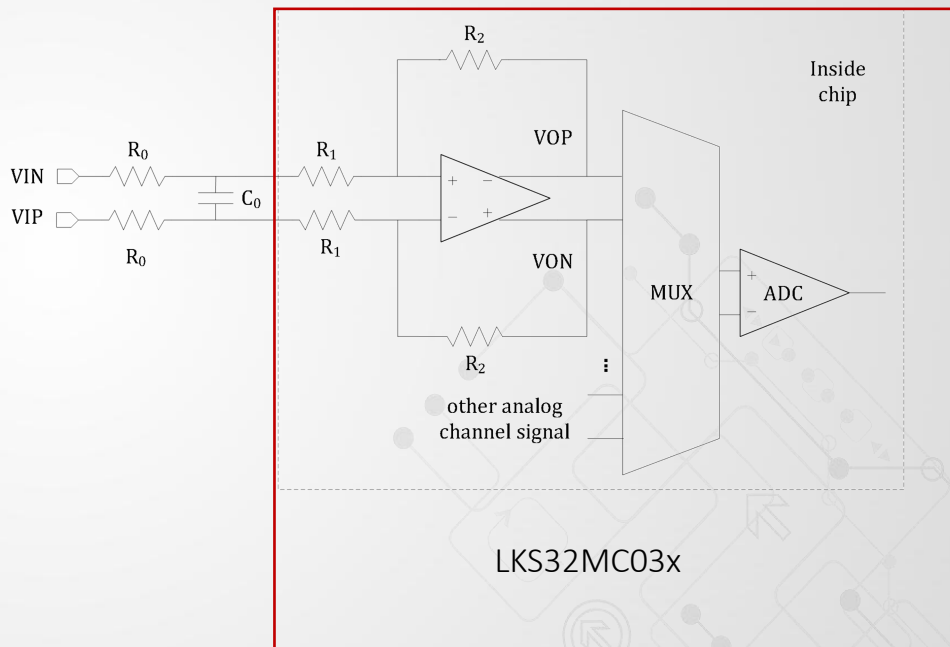 R₂
Inside
chip
VOP
R₀
R₁
VIN
+ −
C₀
VIP
− +
R₀
R₁
VON
MUX
+
ADC
−
R₂
⋮
other analog
channel signal
LKS32MC03x